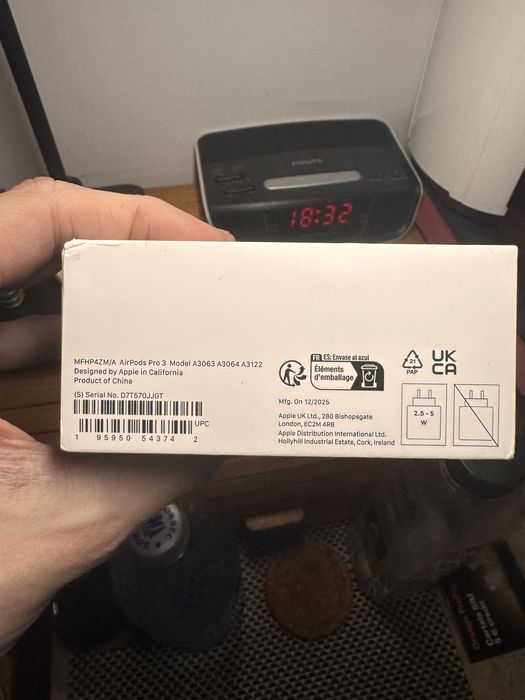 PHILIPS
18:32
MFHP4ZM/A AirPods Pro 3 Model A3063 A3064 A3122
Designed by Apple in California
Product of China
(S) Serial No. D7T570JJGT
UPC
1 95950 54374 2
FR ES: Envase al azul
Éléments
d'emballage
Mfg. On 12/2025
Apple UK Ltd., 280 Bishopsgate
London, EC2M 4RB
Apple Distribution International Ltd.
Hollyhill Industrial Estate, Cork, Ireland
21
PAP
UK
CA
2.5 - 5
W